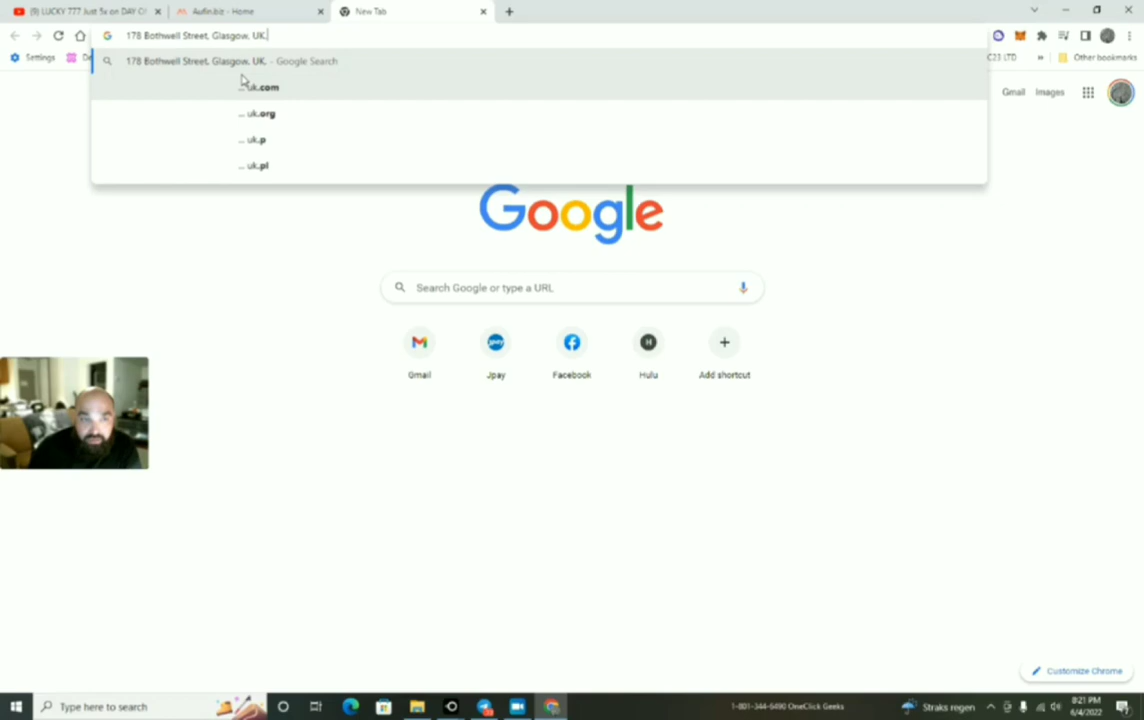 (9) LUCKY 777 Just 5x on DAY O
Aufin.biz - Home
New Tab
178 Bothwell Street, Glasgow, UK.
178 Bothwell Street, Glasgow, UK. - Google Search
... uk.com
... uk.org
... uk.p
... uk.pl
Settings
C23 LTD
»
Other bookmarks
Gmail
Images
Google
Search Google or type a URL
jpay
H
Gmail
Jpay
Facebook
Hulu
Add shortcut
Customize Chrome
Type here to search
1-801-344-6490 OneClick Geeks
Straks regen
8:21 PM
6/4/2022